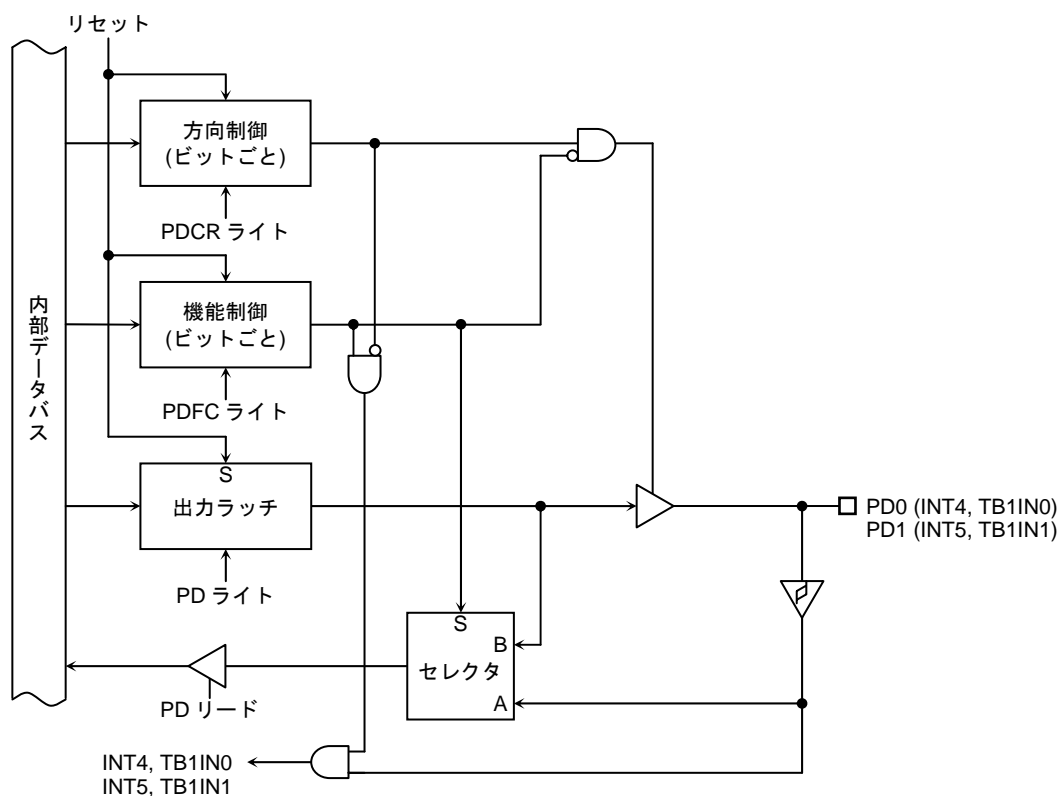 リセット
方向制御
(ビットごと)
PDCR ライト
内部データバス
機能制御
(ビットごと)
PDFC ライト
S
出力ラッチ
PD ライト
PD0 (INT4, TB1IN0)
PD1 (INT5, TB1IN1)
S
B
セレクタ
A
PD リード
INT4, TB1IN0
INT5, TB1IN1